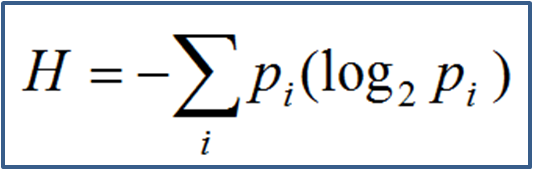 H = −∑ᵢ pᵢ(log₂ pᵢ )